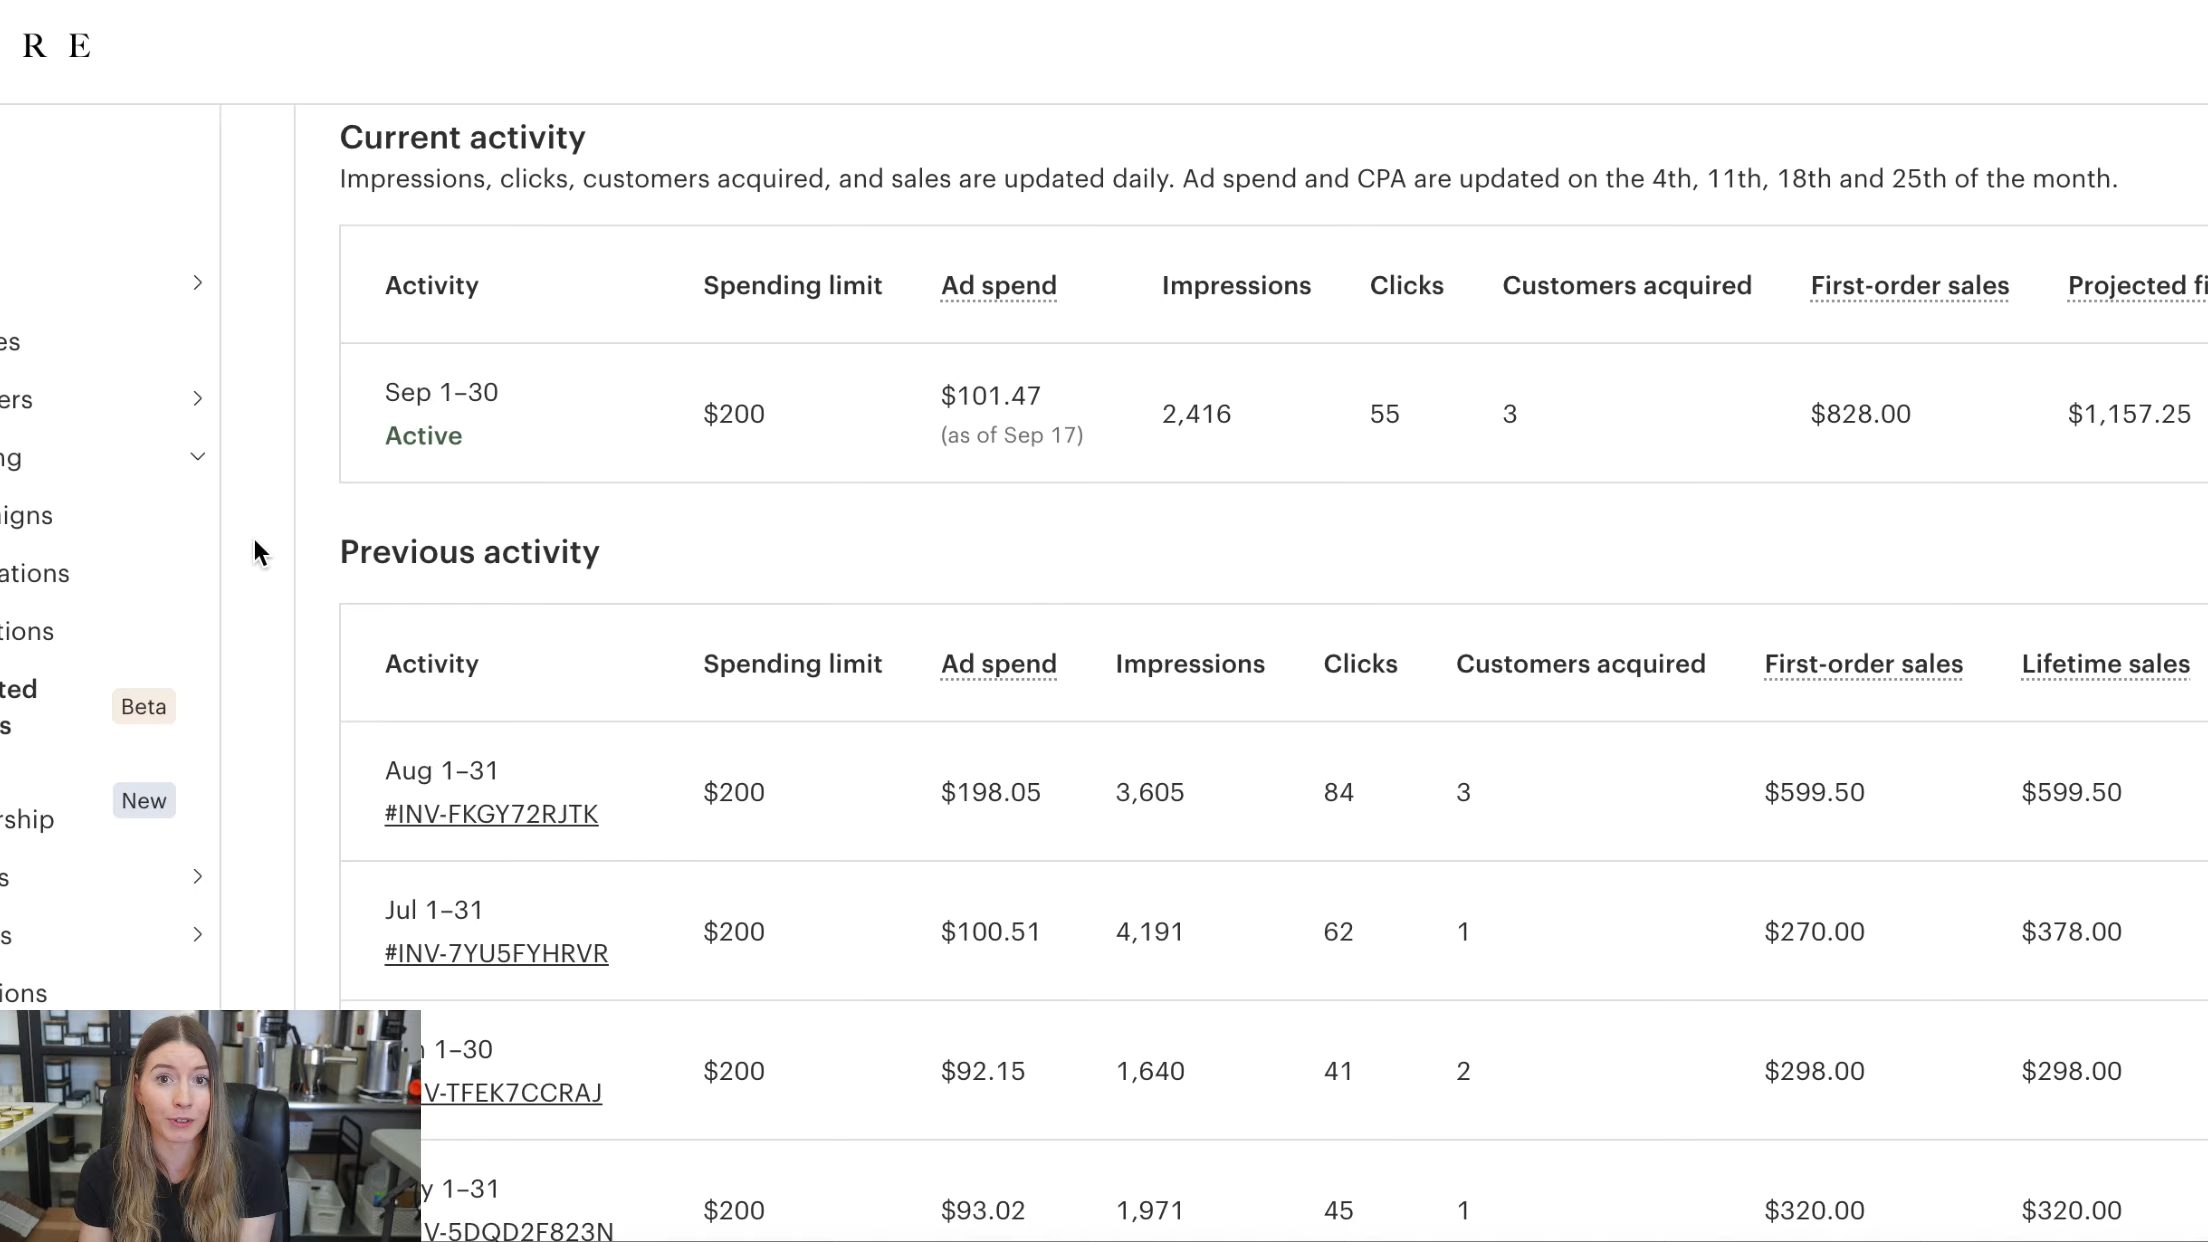 R E
Current activity
Impressions, clicks, customers acquired, and sales are updated daily. Ad spend and CPA are updated on the 4th, 11th, 18th and 25th of the month.
Activity Spending limit Ad spend Impressions Clicks Customers acquired First-order sales Projected fi
Sep 1–30
Active
$200 $101.47 2,416 55 3 $828.00 $1,157.25
(as of Sep 17)
Previous activity
Activity Spending limit Ad spend Impressions Clicks Customers acquired First-order sales Lifetime sales
Aug 1–31
#INV-FKGY72RJTK
$200 $198.05 3,605 84 3 $599.50 $599.50
Jul 1–31
#INV-7YU5FYHRVR
$200 $100.51 4,191 62 1 $270.00 $378.00
1–30
V-TFEK7CCRAJ
$200 $92.15 1,640 41 2 $298.00 $298.00
y 1–31
V-5DQD2F823N
$200 $93.02 1,971 45 1 $320.00 $320.00
es
ers
ng
aigns
ations
tions
ted
s
Beta
New
rship
s
s
ions